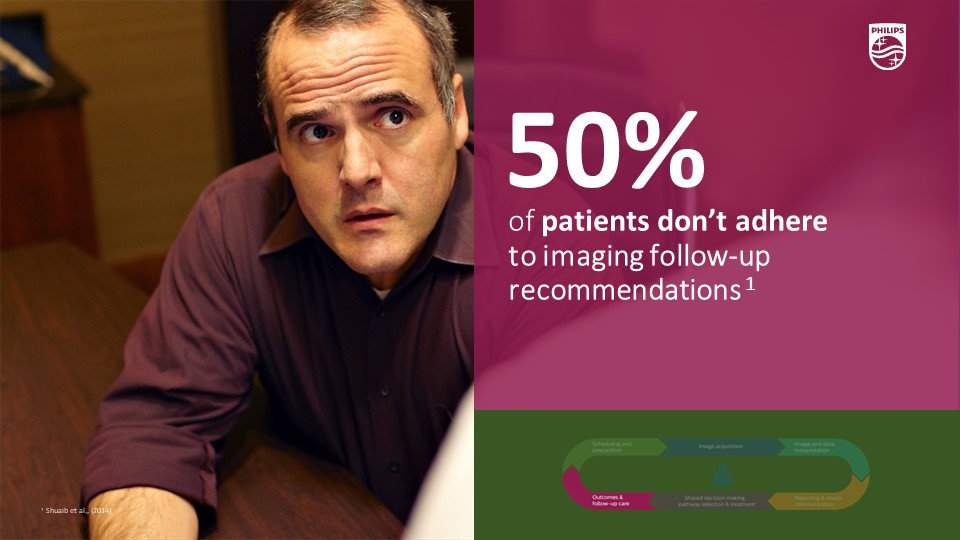 PHILIPS
50%
of patients don’t adhere
to imaging follow-up
recommendations 1
Scheduling and
preparation
Image acquisition
Image and data
interpretation
Outcomes &
follow-up care
Shared decision making,
pathway selection & treatment
Reporting & results
communication
1 Shuaib et al., (2014)